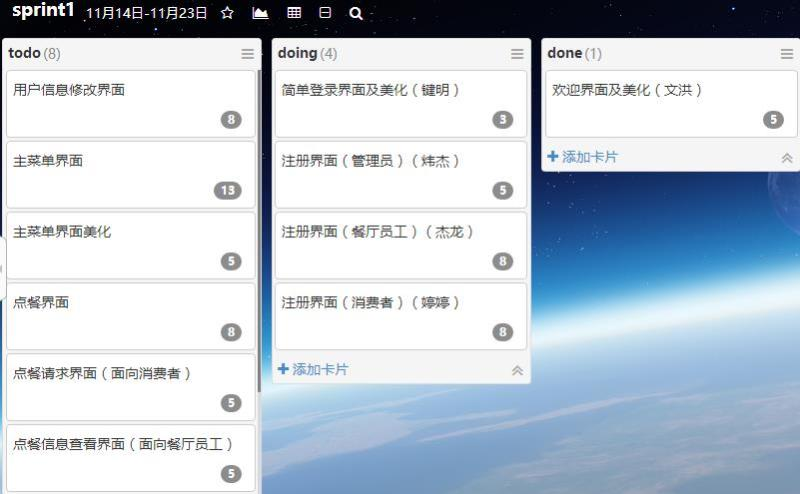 sprint1 11月14日-11月23日
todo(8)
用户信息修改界面
8
主菜单界面
13
主菜单界面美化
5
点餐界面
8
点餐请求界面（面向消费者）
5
点餐信息查看界面（面向餐厅员工）
5
doing(4)
简单登录界面及美化（键明）
3
注册界面（管理员）（炜杰）
5
注册界面（餐厅员工）（杰龙）
8
注册界面（消费者）（婷婷）
8
添加卡片
done(1)
欢迎界面及美化（文洪）
5
添加卡片